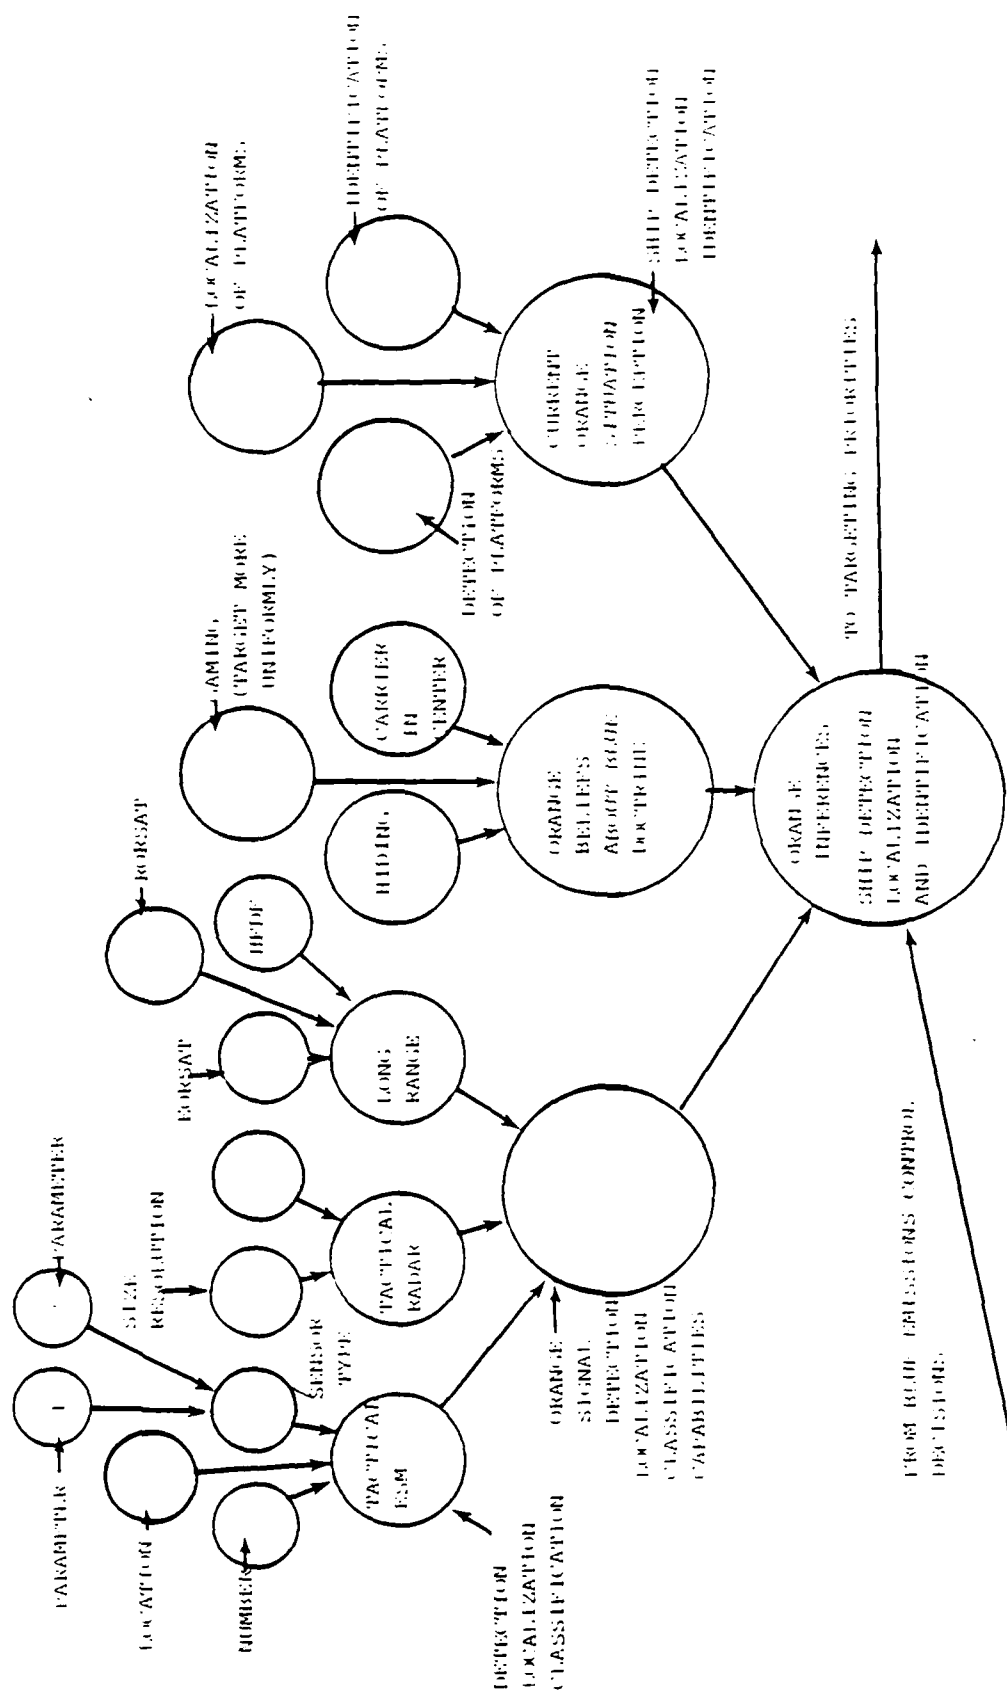 PARAMETER
PARAMETER
LOCATION
NUMBER
SENSOR
TYPE
SIZE
RESOLUTION
EORSAT
RORSAT
HFDF
TACTICAL
ESM
TACTICAL
RADAR
LONG
RANGE
DETECTION
LOCALIZATION
CLASSIFICATION
ORANGE
SIGNAL
DETECTION
LOCALIZATION
CLASSIFICATION
CAPABILITIES
GAMING
(TARGET MORE
UNIFORMLY)
HIDING
CARRIER
IN
CENTER
ORANGE
BELIEFS
ABOUT BLUE
DOCTRINE
LOCALIZATION
OF PLATFORMS
DETECTION
OF PLATFORMS
IDENTIFICATION
OF PLATFORMS
CURRENT
ORANGE
SITUATION
PERCEPTION
SHIP DETECTION
LOCALIZATION
IDENTIFICATION
ORANGE
INFERENCES
SHIP DETECTION
LOCALIZATION
AND IDENTIFICATION
TO TARGETING PRIORITIES
FROM BLUE EMISSIONS CONTROL
DECISIONS